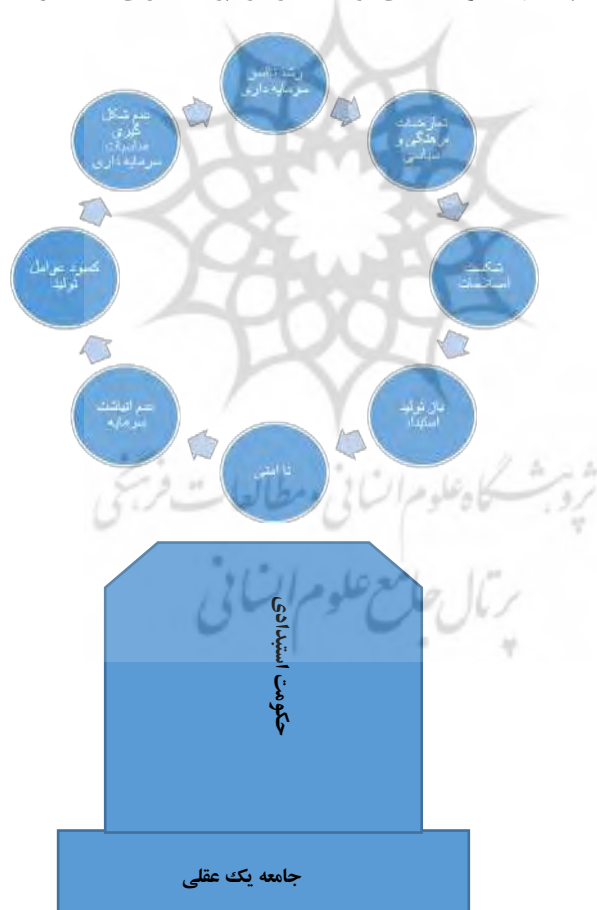 رشد ناقص
سرمایه داری
تعارضات
فرهنگی و
سیاسی
شکست
اصلاحات
باز تولید
استبداد
نا امنی
عدم انباشت
سرمایه
کمبود عوامل
تولید
عدم شکل
گیری
مناسبات
سرمایه داری
پژوهشگاه علوم انسانی و مطالعات فرهنگی
پرتال جامع علوم انسانی
حکومت استبدادی
جامعه یک عقلی